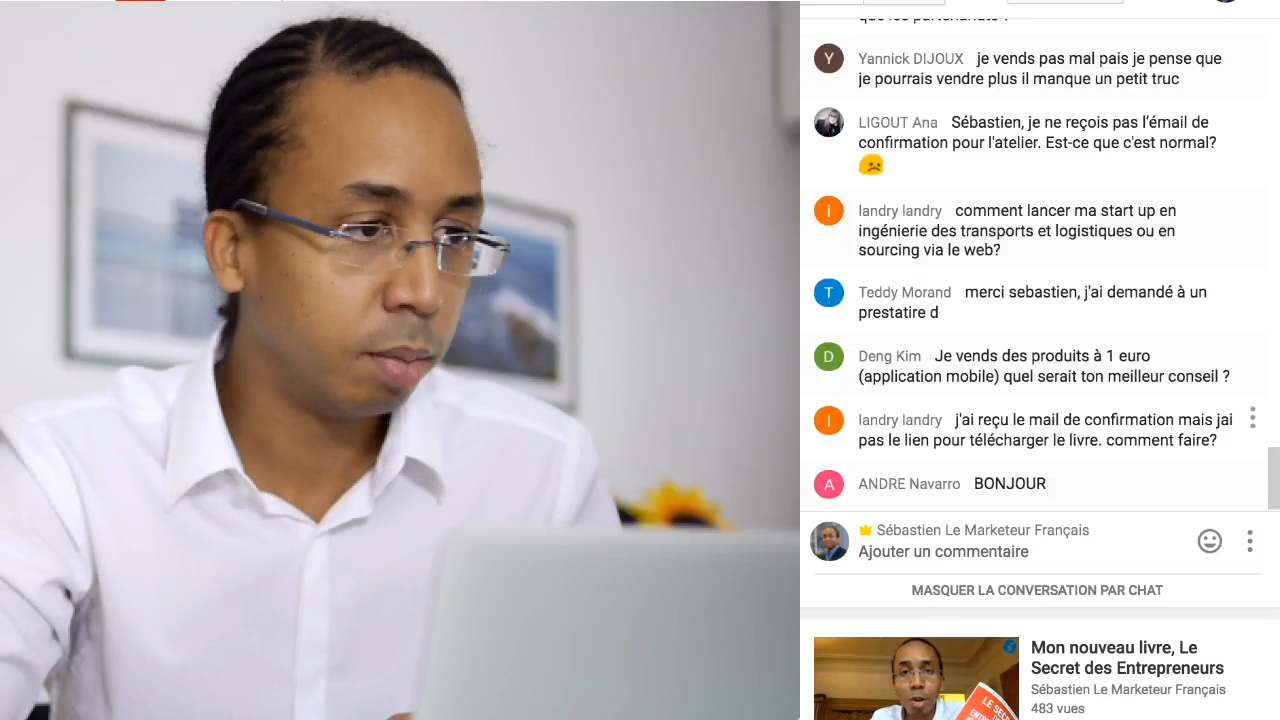 que les partenariats ?
Yannick DIJOUX je vends pas mal pais je pense que
je pourrais vendre plus il manque un petit truc
LIGOUT Ana Sébastien, je ne reçois pas l'émail de
confirmation pour l'atelier. Est-ce que c'est normal?
landry landry comment lancer ma start up en
ingénierie des transports et logistiques ou en
sourcing via le web?
Teddy Morand merci sebastien, j'ai demandé à un
prestatire d
Deng Kim Je vends des produits à 1 euro
(application mobile) quel serait ton meilleur conseil ?
landry landry j'ai reçu le mail de confirmation mais jai
pas le lien pour télécharger le livre. comment faire?
ANDRE Navarro BONJOUR
Sébastien Le Marketeur Français
Ajouter un commentaire
MASQUER LA CONVERSATION PAR CHAT
Mon nouveau livre, Le
Secret des Entrepreneurs
Sébastien Le Marketeur Français
483 vues